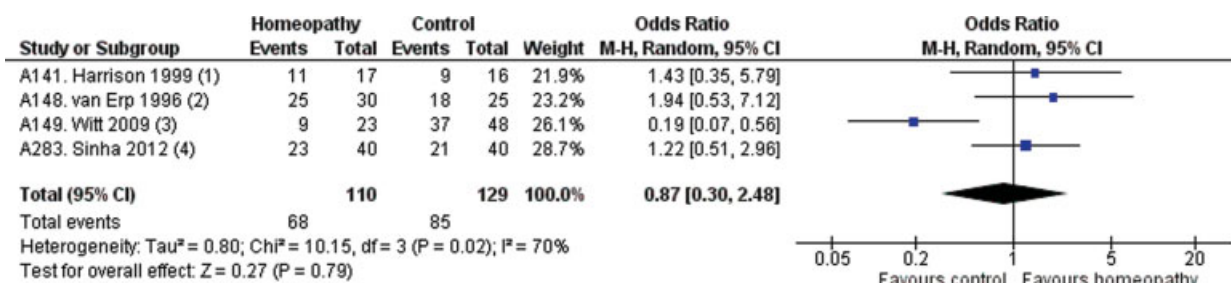 Homeopathy Control Odds Ratio Odds Ratio
Study or Subgroup Events Total Events Total Weight M-H, Random, 95% CI M-H, Random, 95% CI
A141. Harrison 1999 (1) 11 17 9 16 21.9% 1.43 [0.35, 5.79]
A148. van Erp 1996 (2) 25 30 18 25 23.2% 1.94 [0.53, 7.12]
A149. Witt 2009 (3) 9 23 37 48 26.1% 0.19 [0.07, 0.56]
A283. Sinha 2012 (4) 23 40 21 40 28.7% 1.22 [0.51, 2.96]
Total (95% CI) 110 129 100.0% 0.87 [0.30, 2.48]
Total events 68 85
Heterogeneity: Tau² = 0.80; Chi² = 10.15, df = 3 (P = 0.02); I² = 70%
Test for overall effect: Z = 0.27 (P = 0.79)
0.05 0.2 1 5 20
Favours control Favours homeopathy